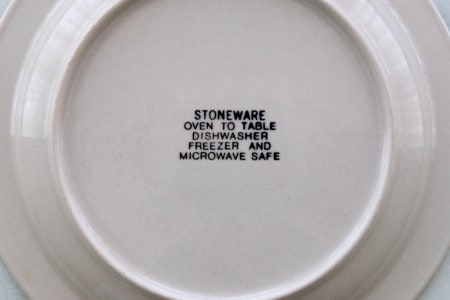 STONEWARE
OVEN TO TABLE
DISHWASHER
FREEZER AND
MICROWAVE SAFE